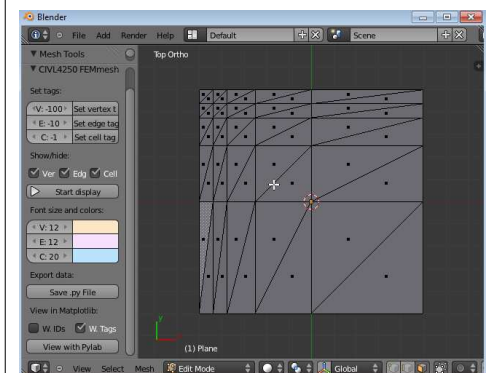 Blender
File Add Render Help Default Scene
Mesh Tools
CIVL4250 FEMmesh
Set tags:
V: -100 Set vertex t
E: -10 Set edge tag
C: -1 Set cell tag
Show/hide:
Ver Edg Cell
Start display
Font size and colors:
V: 12
E: 12
C: 20
Export data:
Save .py File
View in Matplotlib:
W. IDs W. Tags
View with Pylab
Top Ortho
y
(1) Plane
View Select Mesh Edit Mode Global